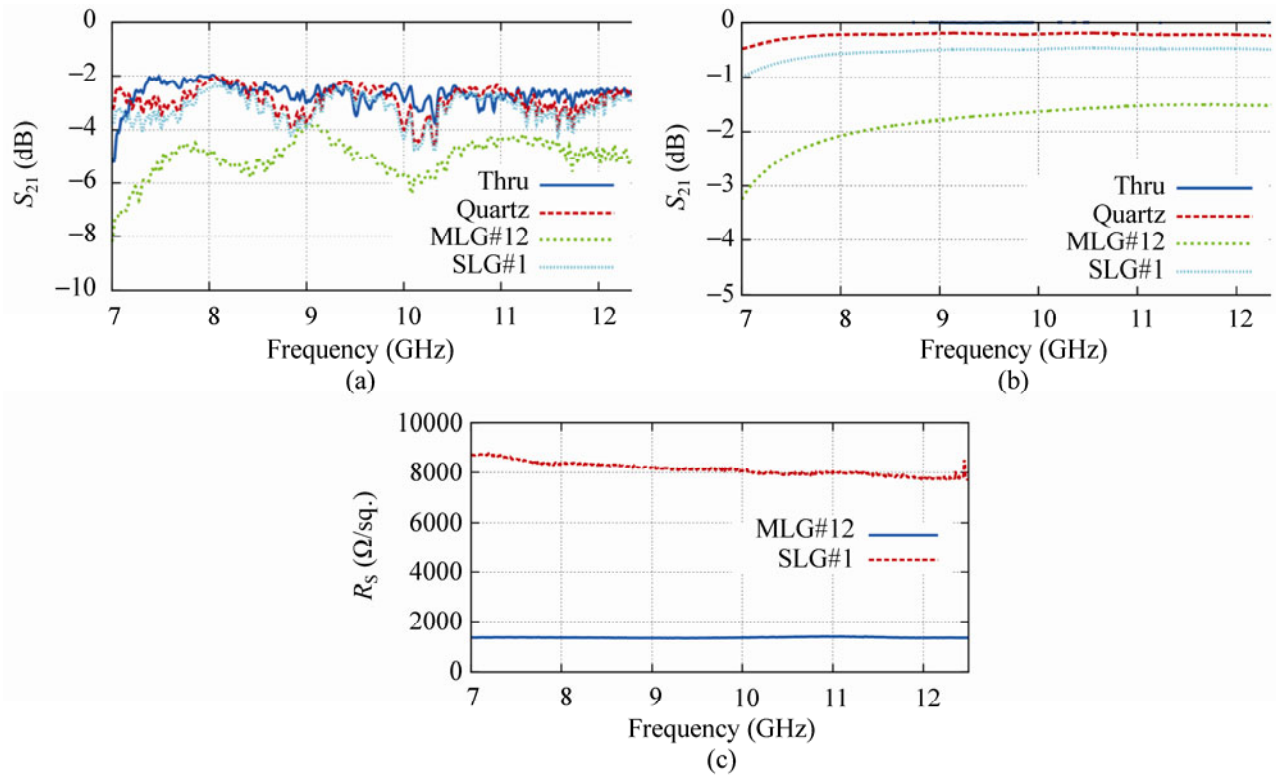 0
−2
−4
−6
−8
−10
S21 (dB)
Thru
Quartz
MLG#12
SLG#1
7 8 9 10 11 12
Frequency (GHz)
(a)
0
−1
−2
−3
−4
−5
S21 (dB)
Thru
Quartz
MLG#12
SLG#1
7 8 9 10 11 12
Frequency (GHz)
(b)
10000
8000
6000
4000
2000
0
RS (Ω/sq.)
MLG#12
SLG#1
7 8 9 10 11 12
Frequency (GHz)
(c)